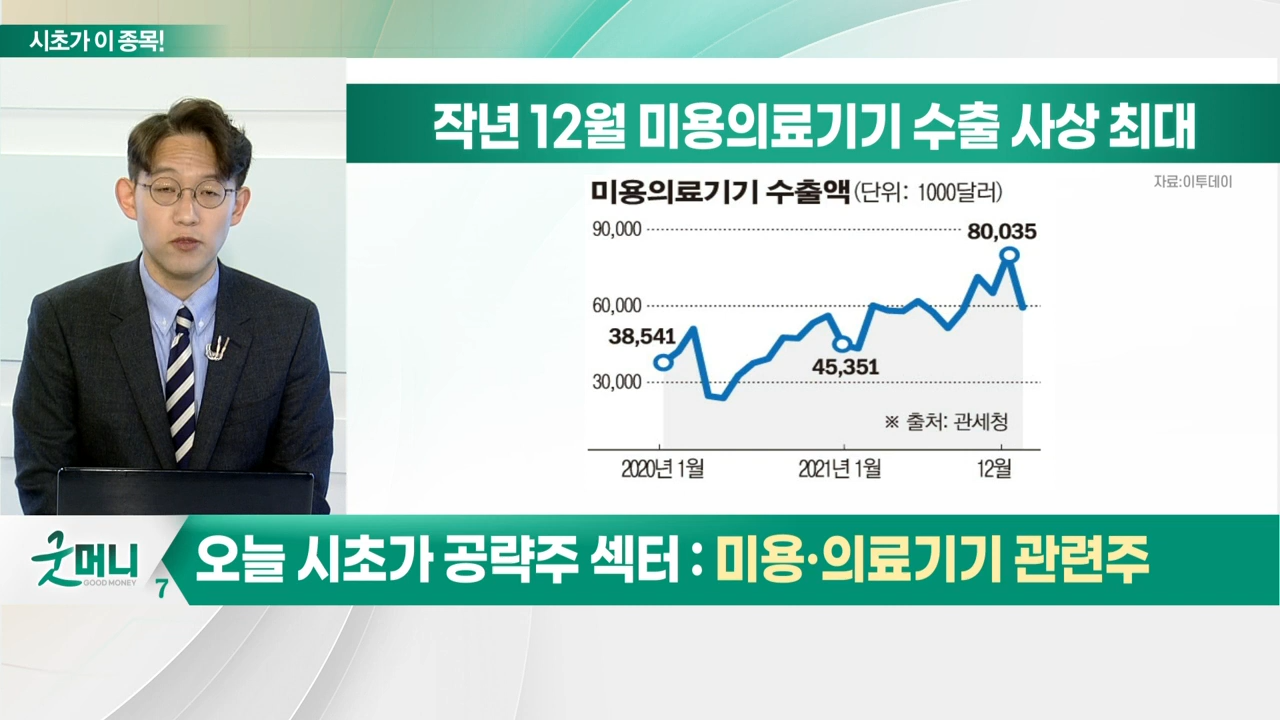 시초가 이 종목!
작년 12월 미용의료기기 수출 사상 최대
자료:이투데이
미용의료기기 수출액(단위: 1000달러)
90,000
80,035
60,000
38,541
45,351
30,000
※ 출처: 관세청
2020년 1월
2021년 1월
12월
굿머니
GOOD MONEY
7
오늘 시초가 공략주 섹터 : 미용·의료기기 관련주